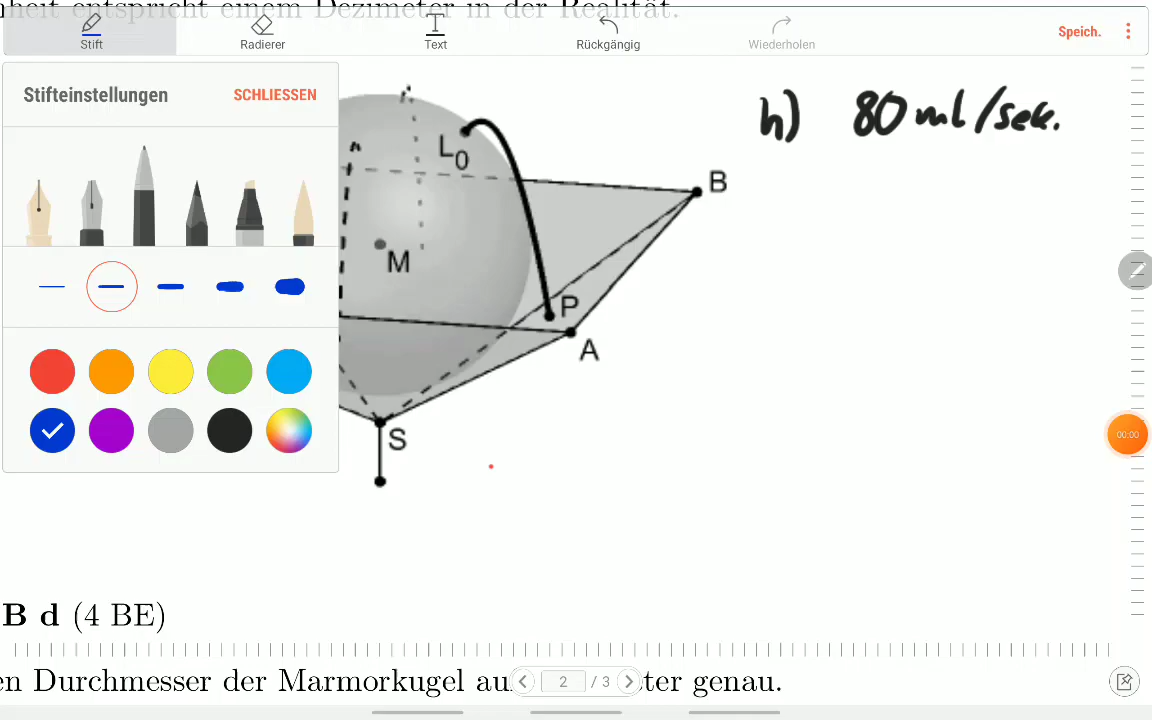 nheit entspricht einem Dezimeter in der Realität.
Stift
Radierer
Text
Rückgängig
Wiederholen
Speich.
Stifteinstellungen
SCHLIESSEN
h) 80 ml/sek.
L0
B
M
P
A
S
00:00
B d (4 BE)
en Durchmesser der Marmorkugel au
ter genau.
2 / 3